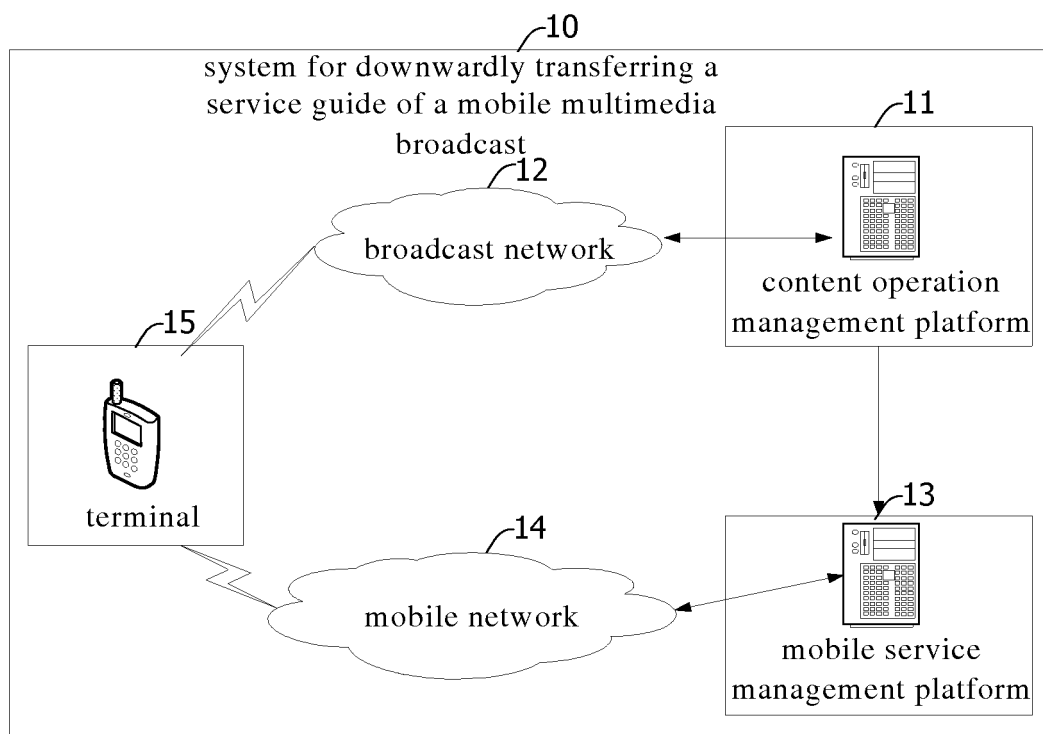 10
system for downwardly transferring a
service guide of a mobile multimedia
broadcast
11
12
broadcast network
content operation
management platform
15
terminal
13
14
mobile network
mobile service
management platform